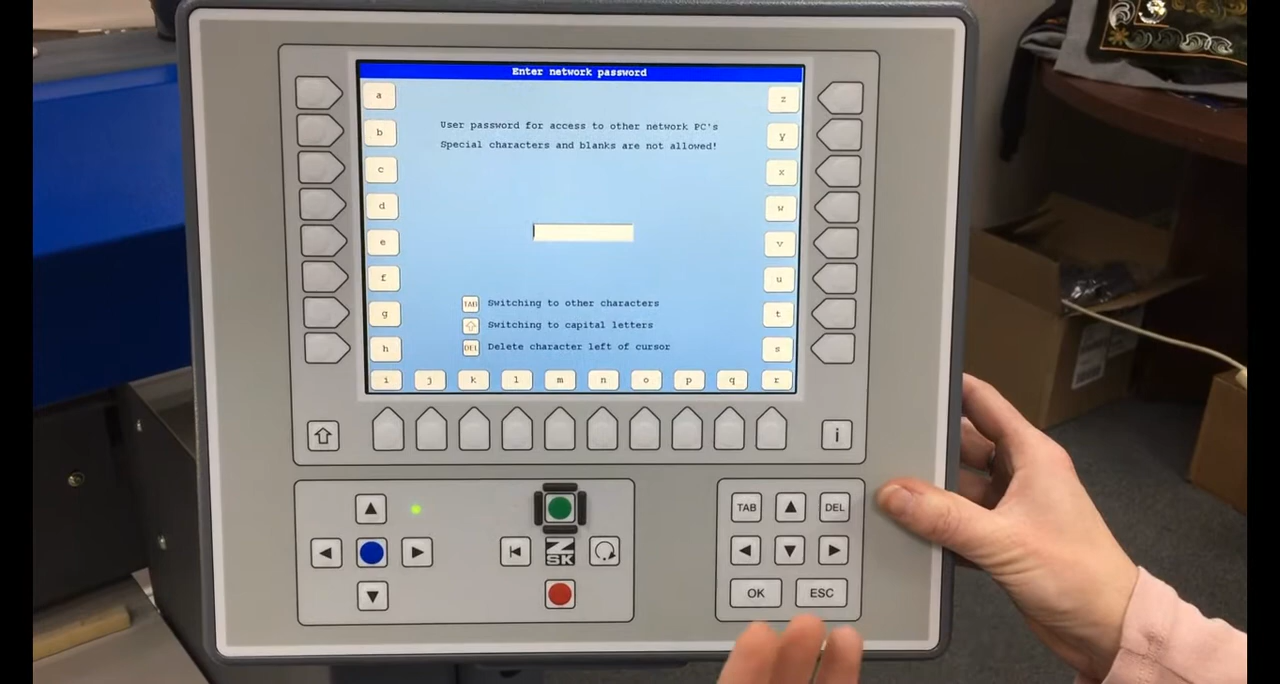 Enter network password
a
z
User password for access to other network PC's
b
y
Special characters and blanks are not allowed!
c
x
d
w
e
v
f
u
TAB Switching to other characters
g
t
Switching to capital letters
DEL Delete character left of cursor
h
s
i j k l m n o p q r
i
TAB DEL
ZSK
OK ESC